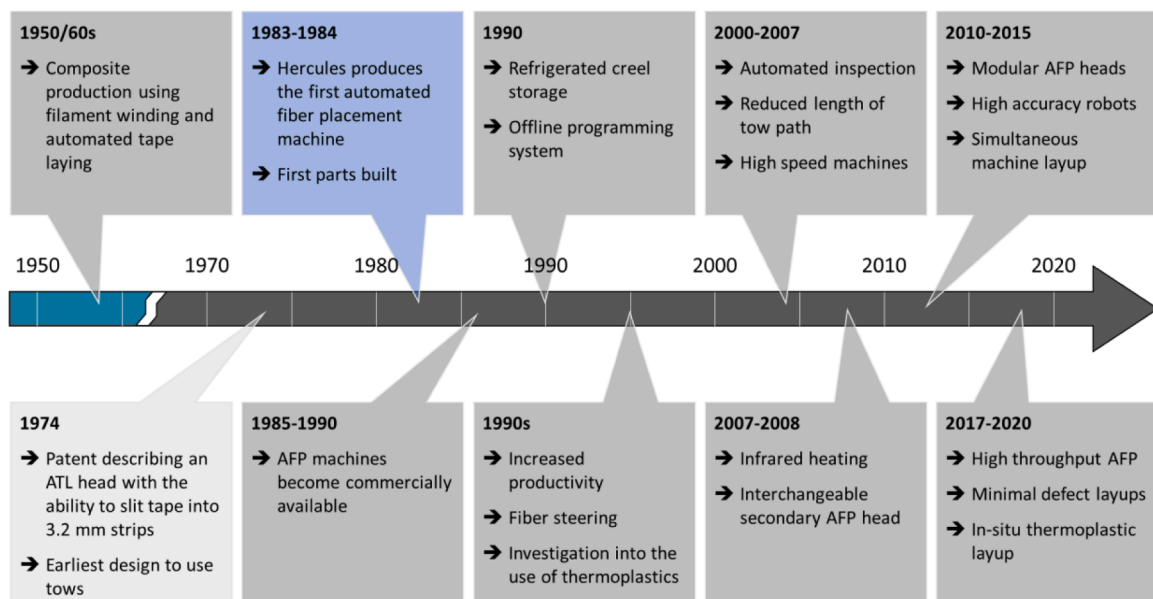 1950/60s
➔ Composite
production using
filament winding and
automated tape
laying
1983-1984
➔ Hercules produces
the first automated
fiber placement
machine
➔ First parts built
1990
➔ Refrigerated creel
storage
➔ Offline programming
system
2000-2007
➔ Automated inspection
➔ Reduced length of
tow path
➔ High speed machines
2010-2015
➔ Modular AFP heads
➔ High accuracy robots
➔ Simultaneous
machine layup
1950 1970 1980 1990 2000 2010 2020
1974
➔ Patent describing an
ATL head with the
ability to slit tape into
3.2 mm strips
➔ Earliest design to use
tows
1985-1990
➔ AFP machines
become commercially
available
1990s
➔ Increased
productivity
➔ Fiber steering
➔ Investigation into the
use of thermoplastics
2007-2008
➔ Infrared heating
➔ Interchangeable
secondary AFP head
2017-2020
➔ High throughput AFP
➔ Minimal defect layups
➔ In-situ thermoplastic
layup